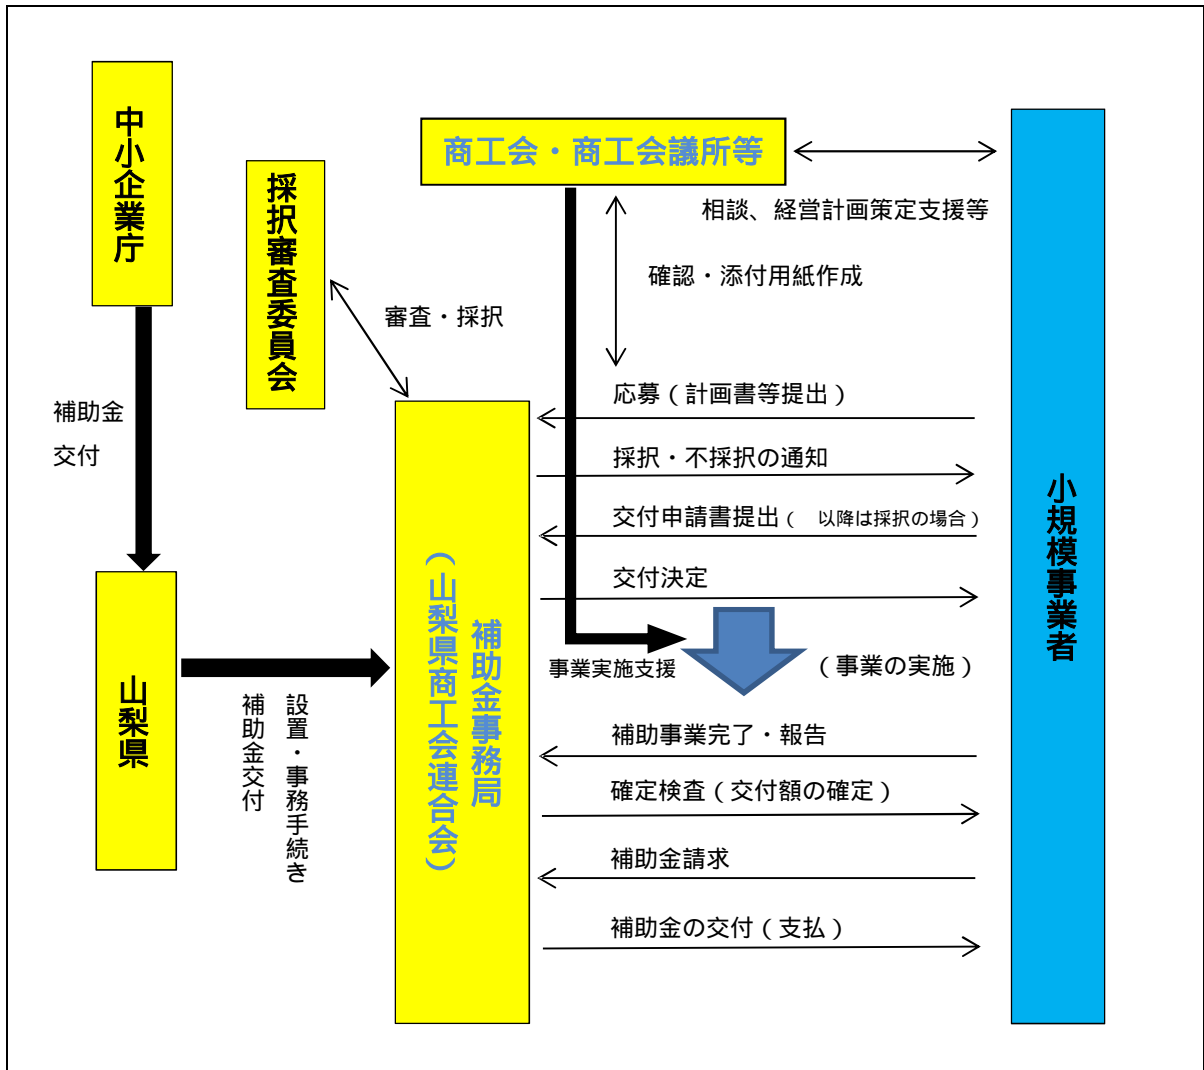 中小企業庁
採択審査委員会
商工会・商工会議所等
相談、経営計画策定支援等
確認・添付用紙作成
審査・採択
補助金
交付
応募（計画書等提出）
採択・不採択の通知
交付申請書提出（　以降は採択の場合）
交付決定
事業実施支援
（事業の実施）
山梨県
設置・事務手続き
補助金交付
補助金事務局
（山梨県商工会連合会）
小規模事業者
補助事業完了・報告
確定検査（交付額の確定）
補助金請求
補助金の交付（支払）